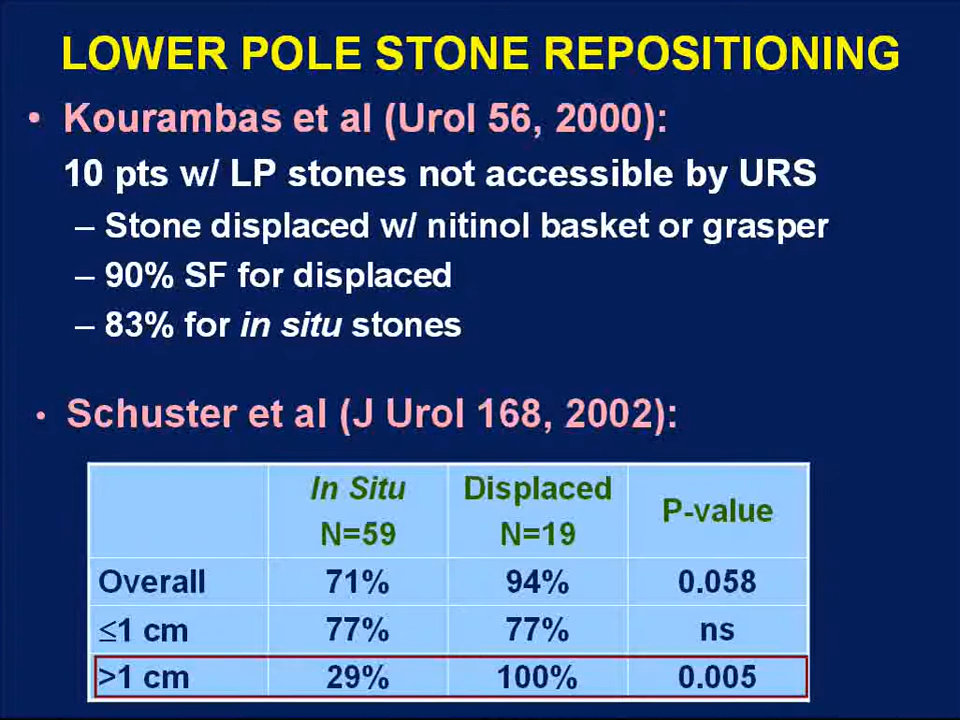 LOWER POLE STONE REPOSITIONING
• Kourambas et al (Urol 56, 2000):
10 pts w/ LP stones not accessible by URS
– Stone displaced w/ nitinol basket or grasper
– 90% SF for displaced
– 83% for in situ stones
• Schuster et al (J Urol 168, 2002):
In Situ N=59 Displaced N=19 P-value
Overall 71% 94% 0.058
≤1 cm 77% 77% ns
>1 cm 29% 100% 0.005